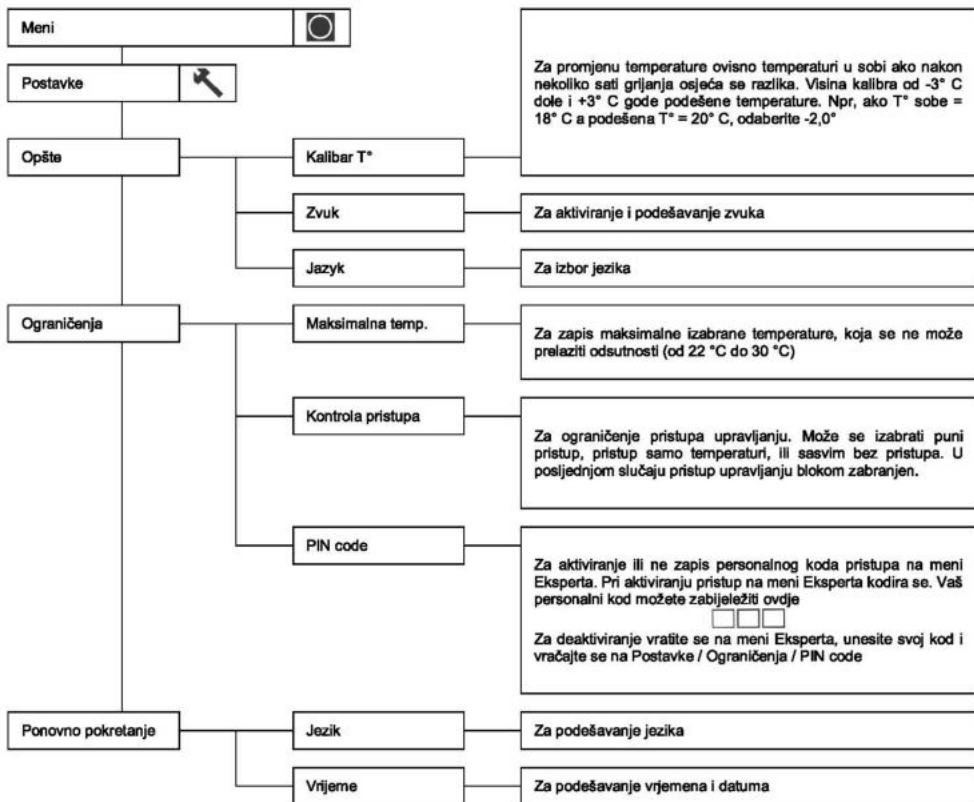 Meni
Postavke
Za promjenu temperature ovisno temperaturi u sobi ako nakon
nekoliko sati grijanja osjeća se razlika. Visina kalibra od -3° C
dole i +3° C gode podešene temperature. Npr, ako T° sobe =
18° C a podešena T° = 20° C, odaberite -2,0°
Opšte
Kalibar T°
Zvuk
Za aktiviranje i podešavanje zvuka
Jazyk
Za izbor jezika
Ograničenja
Maksimalna temp.
Za zapis maksimalne izabrane temperature, koja se ne može
prelaziti odsutnosti (od 22 °C do 30 °C)
Kontrola pristupa
Za ograničenje pristupa upravljanju. Može se izabrati puni
pristup, pristup samo temperaturi, ili sasvim bez pristupa. U
posljednjom slučaju pristup upravljanju blokom zabranjen.
PIN code
Za aktiviranje ili ne zapis personalnog koda pristupa na meni
Eksperta. Pri aktiviranju pristup na meni Eksperta kodira se. Vaš
personalni kod možete zabijeležiti ovdje
Za deaktiviranje vratite se na meni Eksperta, unesite svoj kod i
vračajte se na Postavke / Ograničenja / PIN code
Ponovno pokretanje
Jezik
Za podešavanje jezika
Vrijeme
Za podešavanje vrjemena i datuma